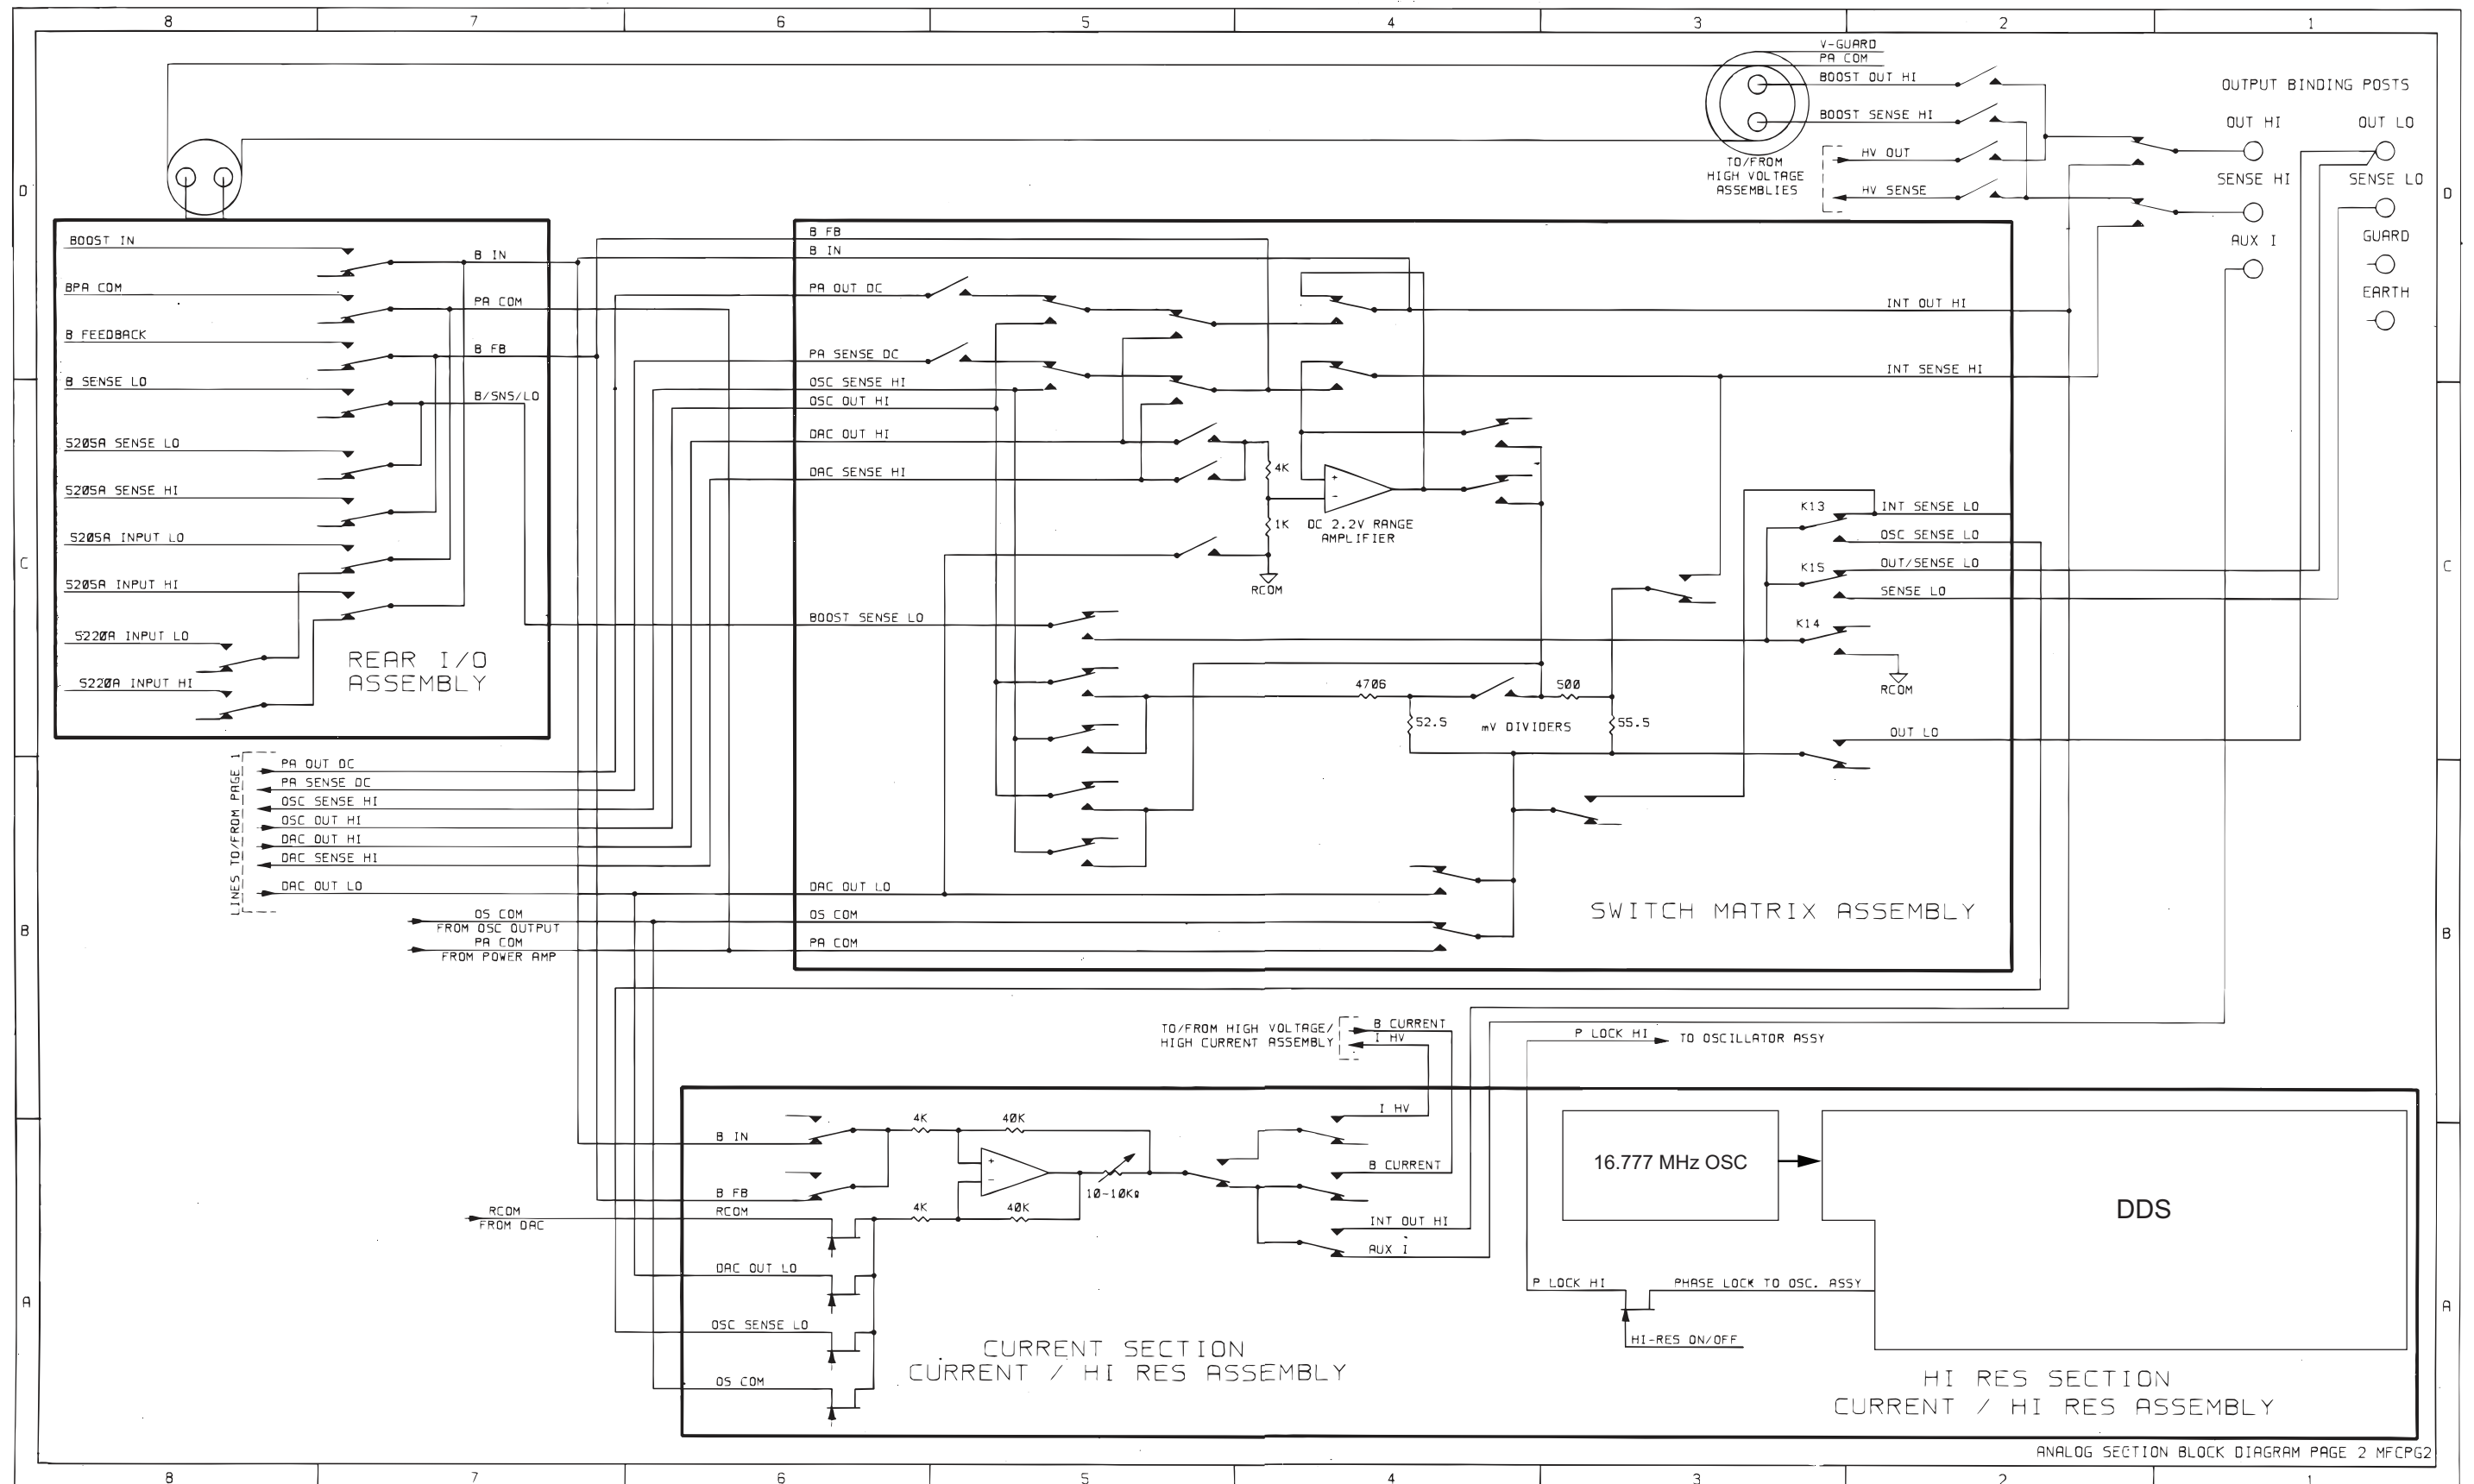 8 7 6 5 4 3 2 1
V-GUARD
PA COM
BOOST OUT HI
BOOST SENSE HI
HV OUT
HV SENSE
TO/FROM
HIGH VOLTAGE
ASSEMBLIES
OUTPUT BINDING POSTS
OUT HI
OUT LO
SENSE HI
SENSE LO
AUX I
GUARD
EARTH
D
D
BOOST IN
BPA COM
B FEEDBACK
B SENSE LO
5205A SENSE LO
5205A SENSE HI
5205A INPUT LO
5205A INPUT HI
5220A INPUT LO
5220A INPUT HI
B IN
PA COM
B FB
B/SNS/LO
REAR I/O
ASSEMBLY
B FB
B IN
PA OUT DC
PA SENSE DC
OSC SENSE HI
OSC OUT HI
DAC OUT HI
DAC SENSE HI
BOOST SENSE LO
4K
1K
+
-
DC 2.2V RANGE
AMPLIFIER
RCOM
INT OUT HI
INT SENSE HI
K13
INT SENSE LO
OSC SENSE LO
K15
OUT/SENSE LO
SENSE LO
K14
RCOM
4706
500
52.5
mV DIVIDERS
55.5
OUT LO
C
C
LINES TO/FROM PAGE 1
PA OUT DC
PA SENSE DC
OSC SENSE HI
OSC OUT HI
DAC OUT HI
DAC SENSE HI
DAC OUT LO
OS COM
FROM OSC OUTPUT
PA COM
FROM POWER AMP
DAC OUT LO
OS COM
PA COM
SWITCH MATRIX ASSEMBLY
B
B
TO/FROM HIGH VOLTAGE/
HIGH CURRENT ASSEMBLY
B CURRENT
I HV
P LOCK HI
TO OSCILLATOR ASSY
B IN
B FB
RCOM
FROM DAC
RCOM
DAC OUT LO
OSC SENSE LO
OS COM
4K
40K
+
-
10-10KΩ
4K
40K
I HV
B CURRENT
INT OUT HI
AUX I
CURRENT SECTION
CURRENT / HI RES ASSEMBLY
16.777 MHz OSC
DDS
P LOCK HI
PHASE LOCK TO OSC. ASSY
HI-RES ON/OFF
HI RES SECTION
CURRENT / HI RES ASSEMBLY
A
A
ANALOG SECTION BLOCK DIAGRAM PAGE 2 MFCPG2
8 7 6 5 4 3 2 1